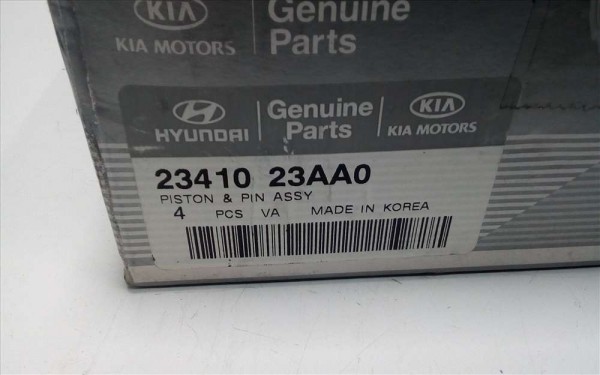 KIA Genuine
KIA MOTORS Parts
HYUNDAI Genuine Parts KIA KIA MOTORS
23410 23AA0
PISTON & PIN ASSY
4 PCS VA MADE IN KOREA